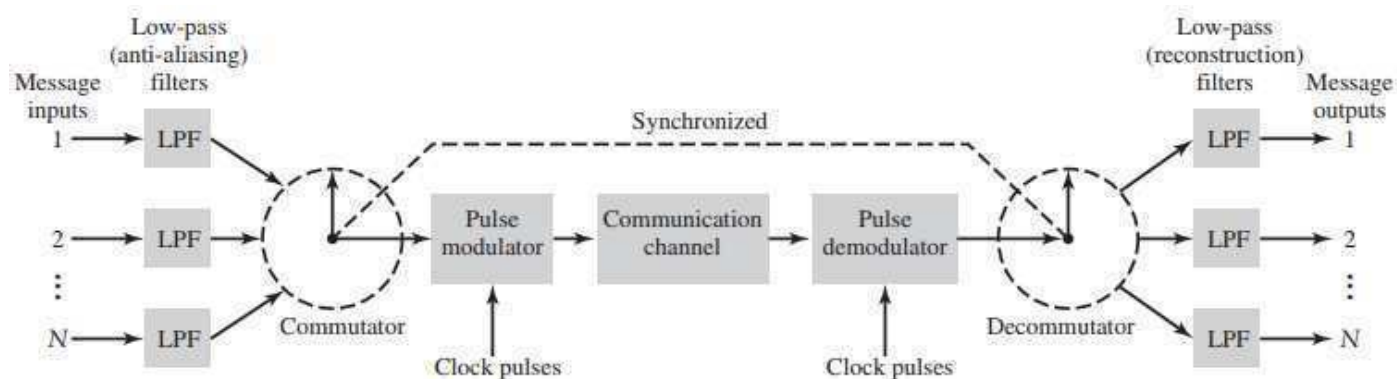 Low-pass
(anti-aliasing)
filters
Message
inputs
1
LPF
2
LPF
⋮
N
LPF
Commutator
Synchronized
Pulse
modulator
Clock pulses
Communication
channel
Pulse
demodulator
Clock pulses
Decommutator
Low-pass
(reconstruction)
filters
Message
outputs
LPF
1
LPF
2
⋮
LPF
N